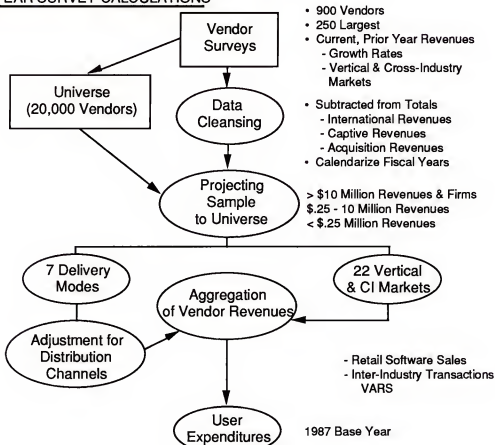 Vendor
Surveys
• 900 Vendors
• 250 Largest
• Current, Prior Year Revenues
- Growth Rates
- Vertical & Cross-Industry
Markets
Universe
(20,000 Vendors)
Data
Cleansing
• Subtracted from Totals
- International Revenues
- Captive Revenues
- Acquisition Revenues
• Calendarize Fiscal Years
Projecting
Sample
to Universe
> $10 Million Revenues & Firms
$.25 - 10 Million Revenues
< $.25 Million Revenues
7 Delivery
Modes
22 Vertical
& CI Markets
Aggregation
of Vendor Revenues
Adjustment for
Distribution
Channels
- Retail Software Sales
- Inter-Industry Transactions
VARS
User
Expenditures
1987 Base Year